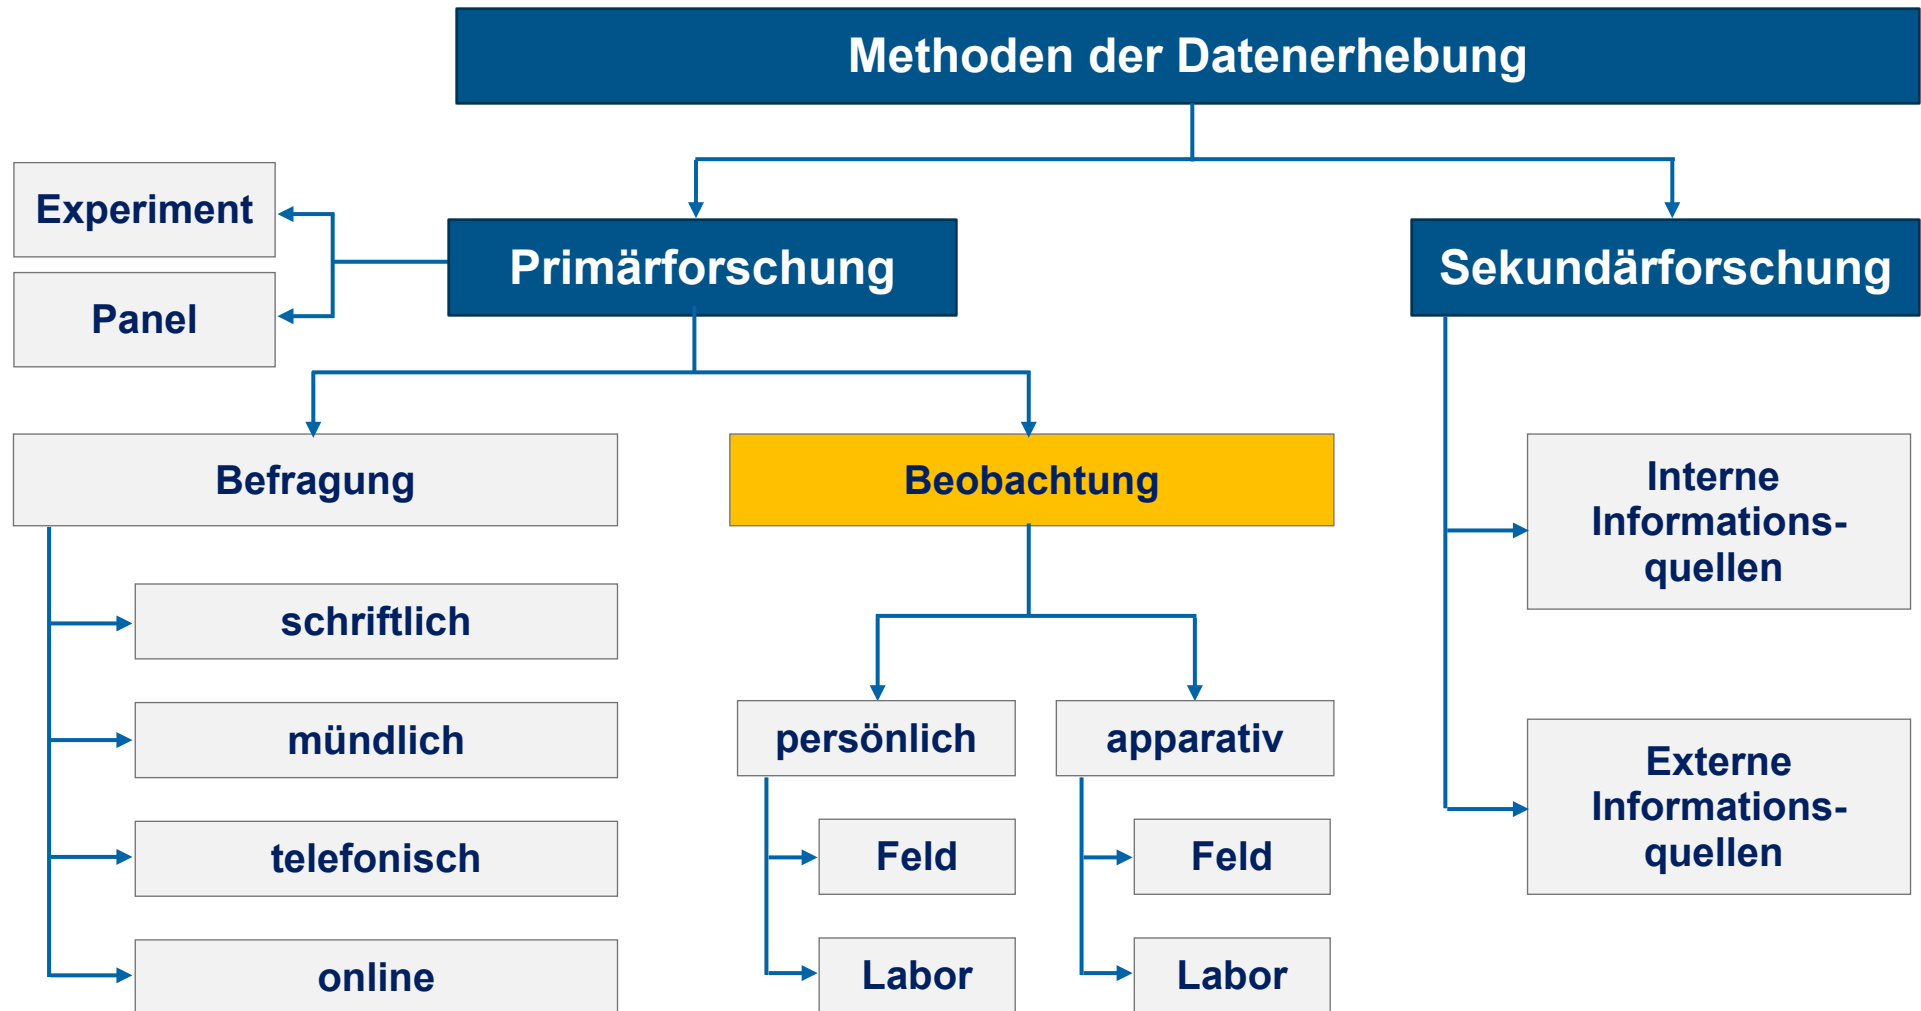 Methoden der Datenerhebung
Experiment
Panel
Primärforschung
Sekundärforschung
Befragung
Beobachtung
schriftlich
mündlich
telefonisch
online
persönlich
apparativ
Feld
Labor
Feld
Labor
Interne
Informations-
quellen
Externe
Informations-
quellen